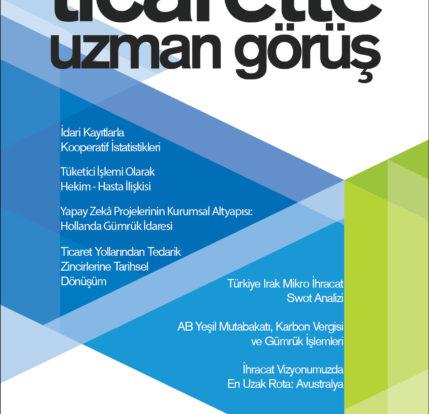 ticarette
uzman görüş
İdari Kayıtlarla
Kooperatif İstatistikleri
Tüketici İşlemi Olarak
Hekim - Hasta İlişkisi
Yapay Zekâ Projelerinin Kurumsal Altyapısı:
Hollanda Gümrük İdaresi
Ticaret Yollarından Tedarik
Zincirlerine Tarihsel
Dönüşüm
Türkiye Irak Mikro İhracat
Swot Analizi
AB Yeşil Mutabakatı, Karbon Vergisi
ve Gümrük İşlemleri
İhracat Vizyonumuzda
En Uzak Rota: Avustralya